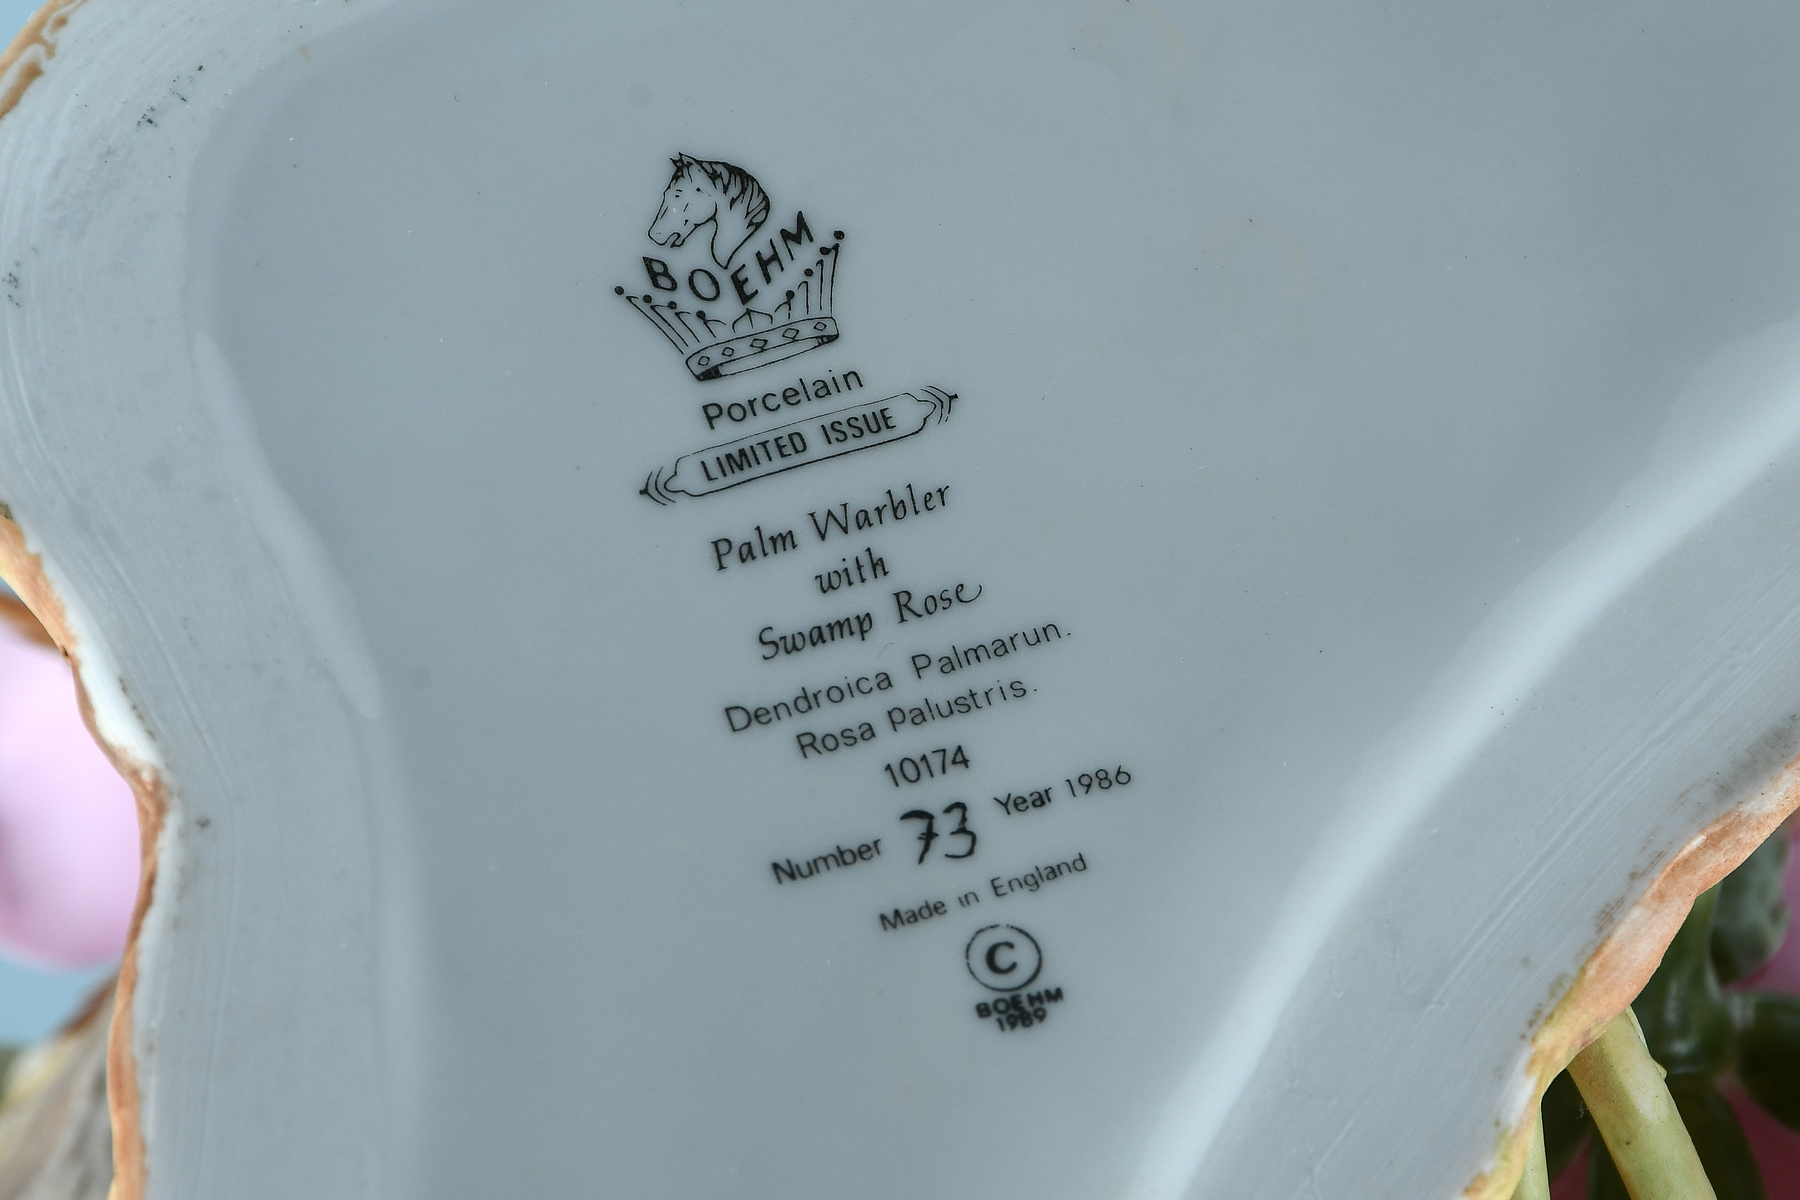 BOEHM
Porcelain
LIMITED ISSUE
Palm Warbler
with
Swamp Rose
Dendroica Palmarun.
Rosa Palustris.
10174
Number 73 Year 1986
Made in England
©
BOEHM
1989